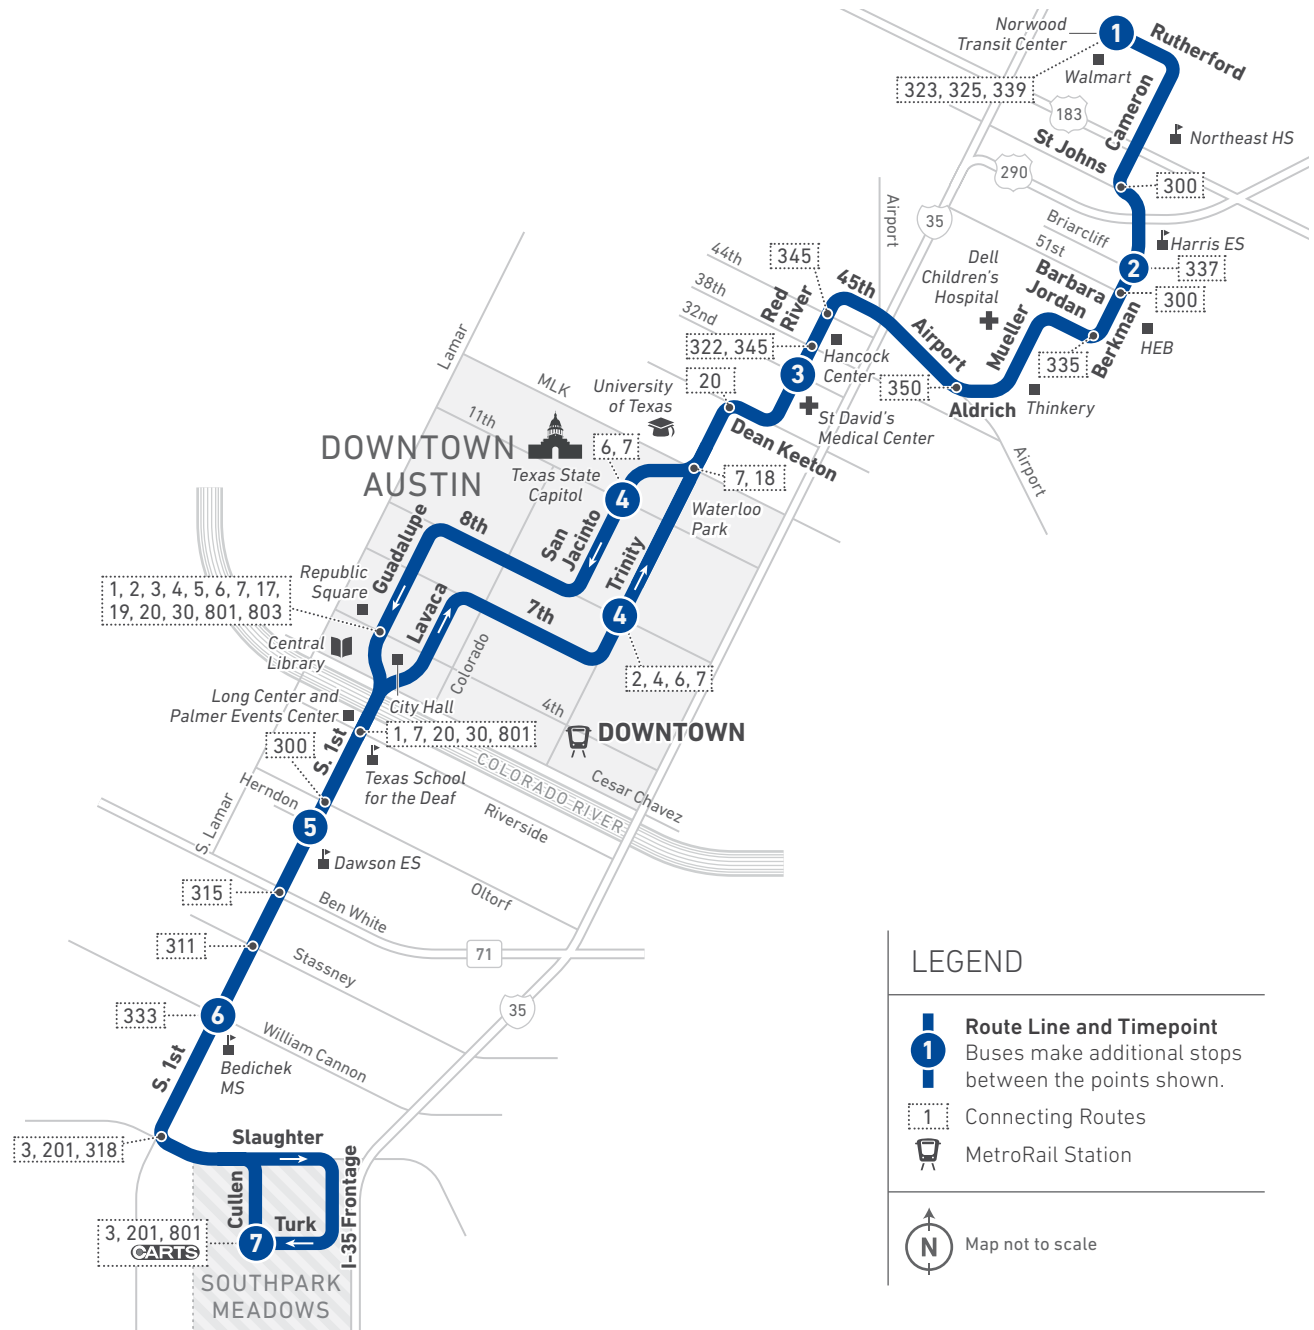 Norwood
Transit Center
1
Rutherford
Walmart
323, 325, 339
Cameron
183
Northeast HS
St Johns
290
300
Airport
35
Briarcliff
Harris ES
51st
2
337
Dell
Children's
Hospital
Barbara
Jordan
300
44th
345
45th
38th
Red
River
32nd
Airport
Mueller
Berkman
HEB
322, 345
Hancock
Center
335
3
350
Aldrich
Thinkery
Lamar
MLK
University
of Texas
20
St David's
Medical Center
Dean Keeton
Airport
11th
DOWNTOWN
AUSTIN
6, 7
Texas State
Capitol
4
7, 18
Waterloo
Park
Guadalupe
8th
San
Jacinto
Trinity
Republic
Square
1, 2, 3, 4, 5, 6, 7, 17,
19, 20, 30, 801, 803
Lavaca
7th
4
Central
Library
Colorado
2, 4, 6, 7
Long Center and
Palmer Events Center
City Hall
4th
DOWNTOWN
300
S. 1st
1, 7, 20, 30, 801
Texas School
for the Deaf
COLORADO RIVER
Cesar Chavez
Herndon
Riverside
S. Lamar
5
Dawson ES
315
Ben White
Oltorf
311
71
Stassney
333
6
35
William Cannon
S. 1st
Bedichek
MS
3, 201, 318
Slaughter
Cullen
Turk
I-35 Frontage
3, 201, 801
CARTS
7
SOUTHPARK
MEADOWS
LEGEND
1
Route Line and Timepoint
Buses make additional stops
between the points shown.
1
Connecting Routes
MetroRail Station
N
Map not to scale